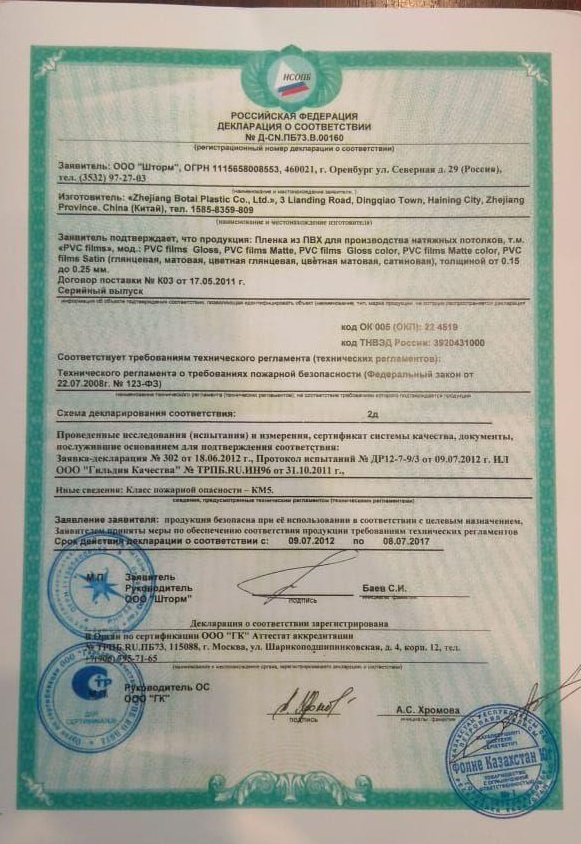 НСОПБ
РОССИЙСКАЯ ФЕДЕРАЦИЯ
ДЕКЛАРАЦИЯ О СООТВЕТСТВИИ
№ Д-CN.ПБ73.В.00160
(регистрационный номер декларации о соответствии)
Заявитель: ООО "Шторм", ОГРН 1115658008553, 460021, г. Оренбург ул. Северная д. 29 (Россия),
тел. (3532) 97-27-03
(наименование и местонахождение заявителя)
Изготовитель: «Zhejiang Botai Plastic Co., Ltd.», 3 Lianding Road, Dingqiao Town, Haining City, Zhejiang
Province. China (Китай), тел. 1585-8359-809
(наименование и местонахождение изготовителя)
Заявитель подтверждает, что продукция: Пленка из ПВХ для производства натяжных потолков, т.м.
«PVC films», мод.: PVC films Gloss, PVC films Matte, PVC films Gloss color, PVC films Matte color, PVC
films Satin (глянцевая, матовая, цветная глянцевая, цветная матовая, сатиновая), толщиной от 0.15
до 0.25 мм.
Договор поставки № К03 от 17.05.2011 г.
Серийный выпуск
информация об объекте подтверждения соответствия, позволяющая идентифицировать объект (наименование, тип, марка продукции, на которые распространяется декларация
код ОК 005 (ОКП): 22 4519
код ТНВЭД России: 3920431000
Соответствует требованиям технического регламента (технических регламентов):
Технического регламента о требованиях пожарной безопасности (Федеральный закон от
22.07.2008г. № 123-ФЗ)
наименование технического регламента (технических регламентов), на соответствие требованиям которого подтверждается продукция
Схема декларирования соответствия: 2д
Проведенные исследования (испытания) и измерения, сертификат системы качества, документы,
послужившие основанием для подтверждения соответствия:
Заявка-декларация № 302 от 18.06.2012 г., Протокол испытаний № ДР12-7-9/3 от 09.07.2012 г. ИЛ
ООО "Гильдия Качества" № ТРПБ.RU.ИН96 от 31.10.2011 г.,
Иные сведения: Класс пожарной опасности – КМ5.
сведения, предусмотренные техническим регламентом (техническими регламентами)
Заявление заявителя: продукция безопасна при её использовании в соответствии с целевым назначением,
Заявителем приняты меры по обеспечению соответствия продукции требованиям технических регламентов
Срок действия декларации о соответствии с: 09.07.2012 по 08.07.2017
М.П. Заявитель
Руководитель
ООО "Шторм" Баев С.И.
подпись инициалы фамилия
Декларация о соответствии зарегистрирована
В Орган по сертификации ООО "ГК" Аттестат аккредитации
№ ТРПБ.RU.ПБ73, 115088, г. Москва, ул. Шарикоподшипниковская, д. 4, корп. 12, тел.
+7(906) 595-71-65
(наименование и местонахождение органа, зарегистрировавшего декларацию о соответствии)
Руководитель ОС
ООО "ГК" А.С. Хромова
подпись инициалы фамилия
СТР
ДЛЯ
СЕРТИФИКАТОВ
Фолие Казахстан Юг
ТОВАРИЩЕСТВО
С ОГРАНИЧЕННОЙ
ОТВЕТСТВЕННОСТЬЮ